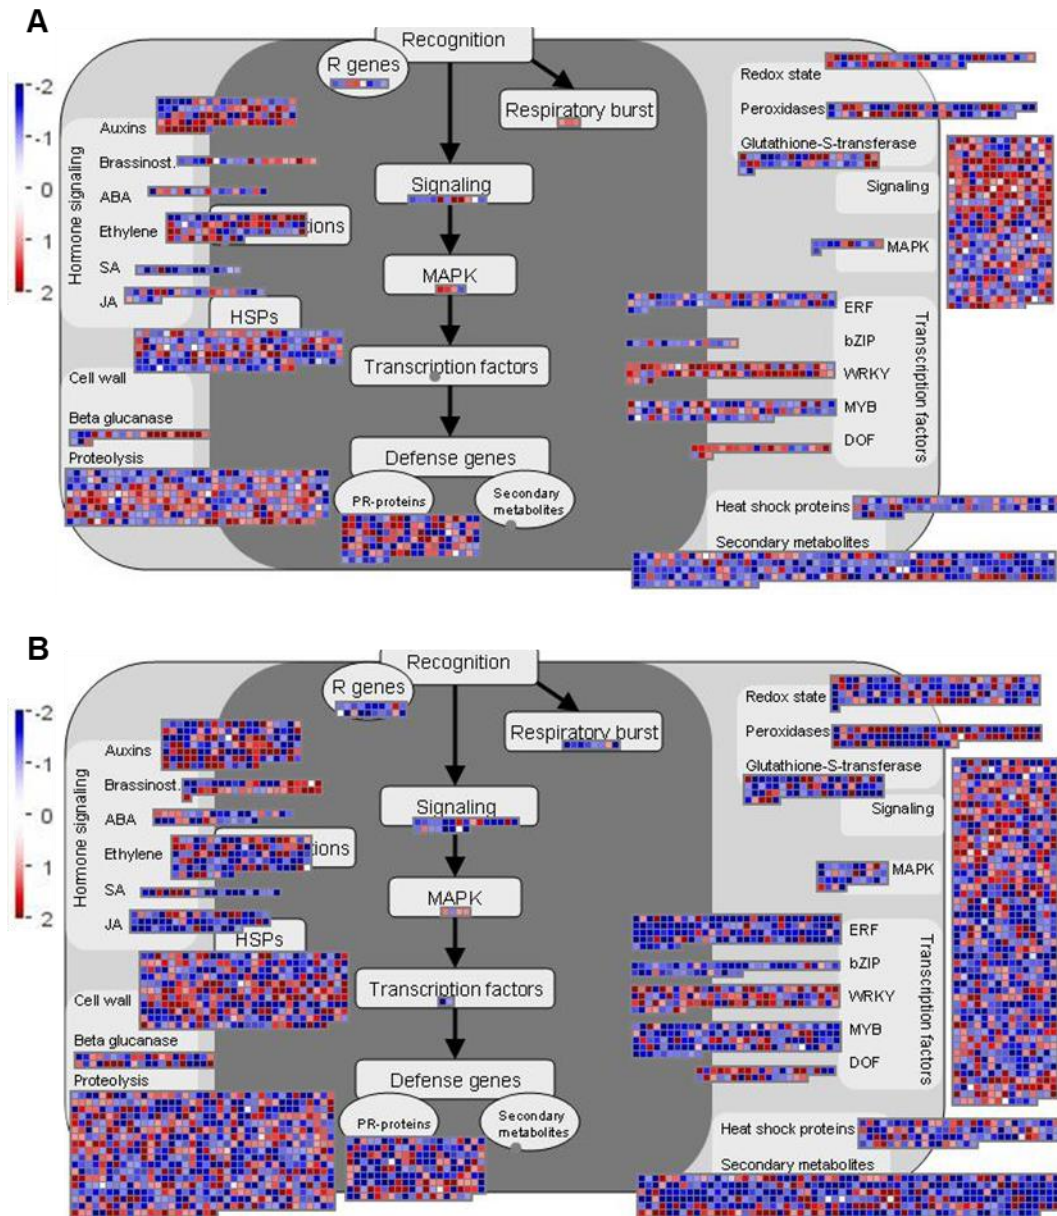 A
Recognition
R genes
Respiratory burst
Redox state
Peroxidases
Glutathione-S-transferase
Signaling
MAPK
-2
-1
0
1
2
Hormone signaling
Auxins
Brassinost.
ABA
Ethylene
SA
JA
tions
HSPs
Cell wall
Beta glucanase
Proteolysis
Signaling
MAPK
Transcription factors
Defense genes
PR-proteins
Secondary
metabolites
ERF
bZIP
WRKY
MYB
DOF
Transcription factors
Heat shock proteins
Secondary metabolites
B
Recognition
R genes
Respiratory burst
Redox state
Peroxidases
Glutathione-S-transferase
Signaling
MAPK
-2
-1
0
1
2
Hormone signaling
Auxins
Brassinost.
ABA
Ethylene
SA
JA
tions
HSPs
Cell wall
Beta glucanase
Proteolysis
Signaling
MAPK
Transcription factors
Defense genes
PR-proteins
Secondary
metabolites
ERF
bZIP
WRKY
MYB
DOF
Transcription factors
Heat shock proteins
Secondary metabolites